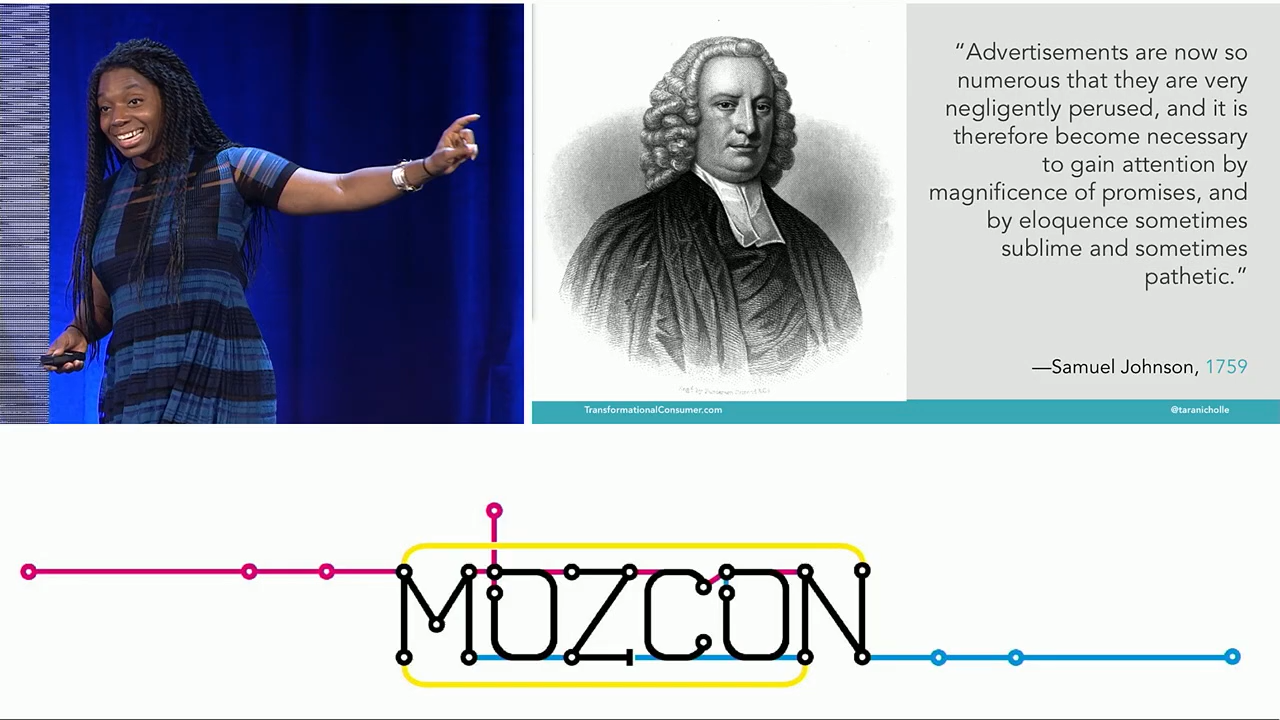 “Advertisements are now so
numerous that they are very
negligently perused, and it is
therefore become necessary
to gain attention by
magnificence of promises, and
by eloquence sometimes
sublime and sometimes
pathetic.”
—Samuel Johnson, 1759
TransformationalConsumer.com
@taranicholle
MOZCON